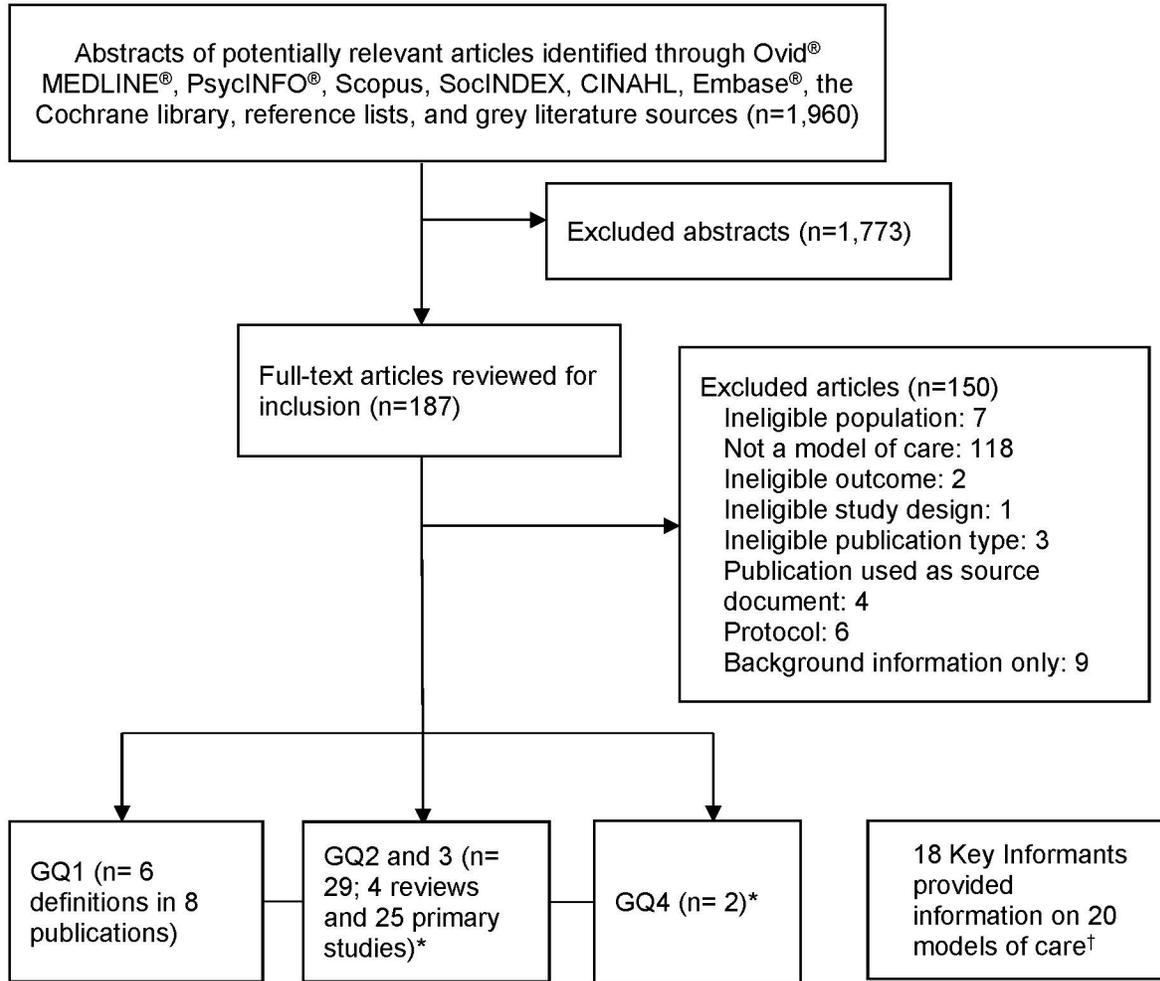 Abstracts of potentially relevant articles identified through Ovid®
MEDLINE®, PsycINFO®, Scopus, SocINDEX, CINAHL, Embase®, the
Cochrane library, reference lists, and grey literature sources (n=1,960)
Excluded abstracts (n=1,773)
Full-text articles reviewed for
inclusion (n=187)
Excluded articles (n=150)
Ineligible population: 7
Not a model of care: 118
Ineligible outcome: 2
Ineligible study design: 1
Ineligible publication type: 3
Publication used as source
document: 4
Protocol: 6
Background information only: 9
GQ1 (n= 6
definitions in 8
publications)
GQ2 and 3 (n=
29; 4 reviews
and 25 primary
studies)*
GQ4 (n= 2)*
18 Key Informants
provided
information on 20
models of care†